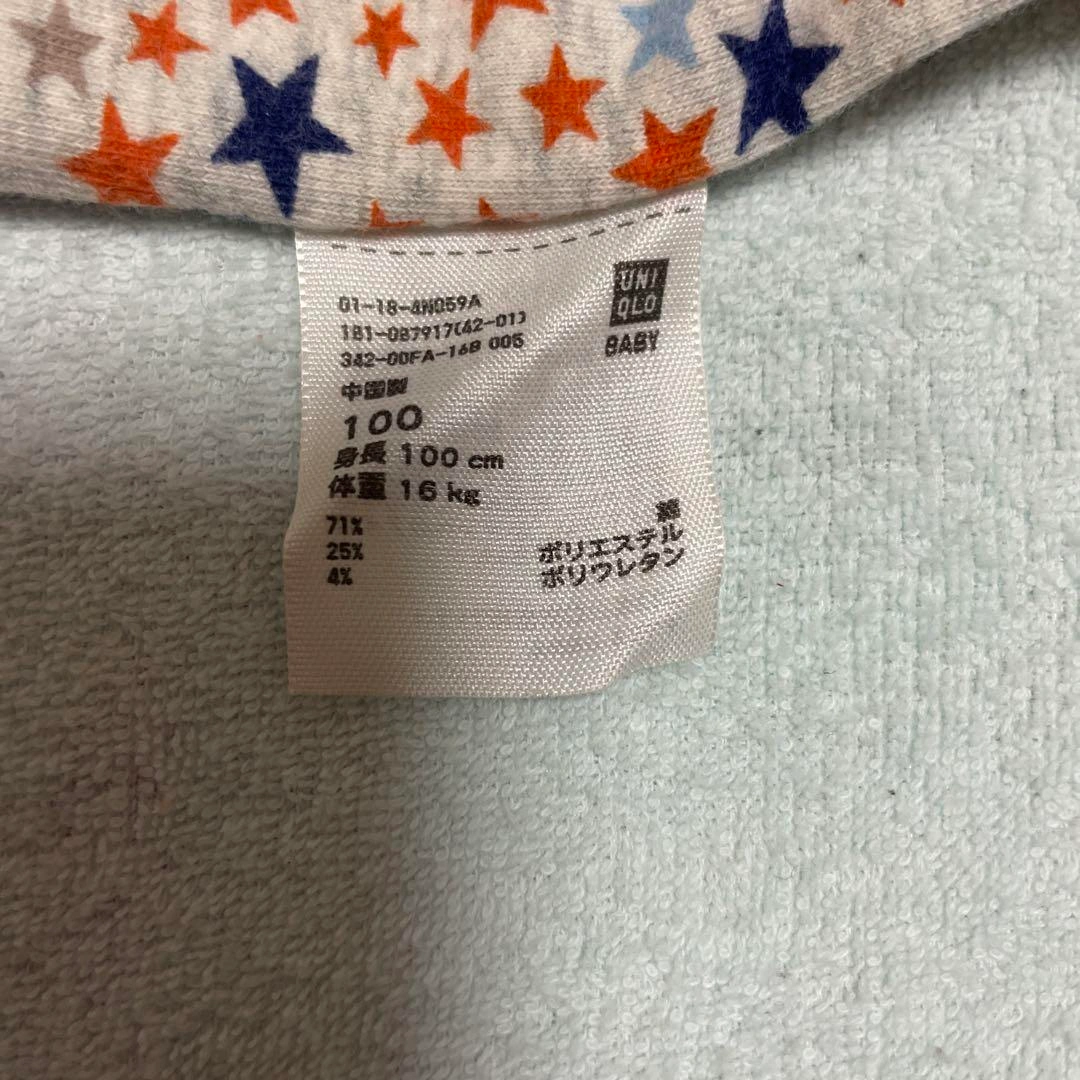 01-18-4N059A
181-087917(42-01)
342-00FA-16B 005
UNI
QLO
BABY
中国製
100
身長 100 cm
体重 16 kg
71% 綿
25% ポリエステル
4% ポリウレタン